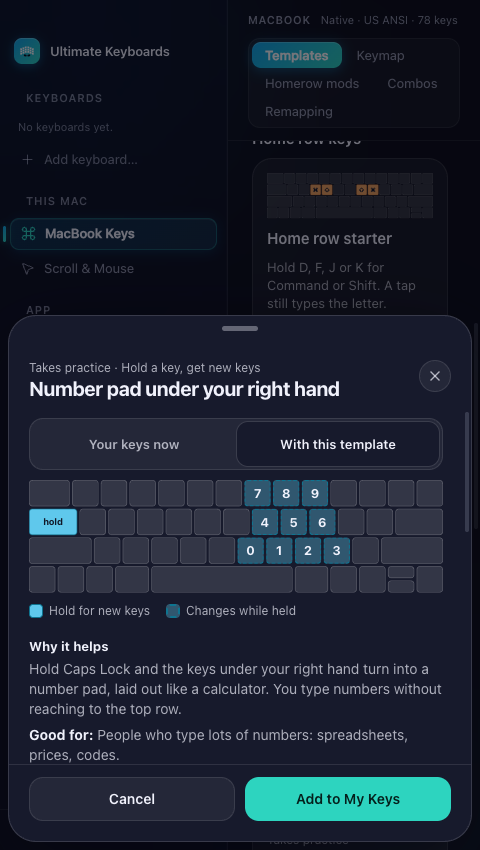 MACBOOK Native · US ANSI · 78 keys
Ultimate Keyboards
Templates Keymap
Homerow mods Combos
Remapping
KEYBOARDS
No keyboards yet.
Add keyboard...
THIS MAC
MacBook Keys
Scroll & Mouse
APP
Home row keys
Home row starter
Hold D, F, J or K for
Command or Shift. A tap
still types the letter.
Takes practice · Hold a key, get new keys
Number pad under your right hand
Your keys now With this template
7 8 9
hold 4 5 6
0 1 2 3
Hold for new keys Changes while held
Why it helps
Hold Caps Lock and the keys under your right hand turn into a
number pad, laid out like a calculator. You type numbers without
reaching to the top row.
Good for: People who type lots of numbers: spreadsheets,
prices, codes.
Cancel Add to My Keys